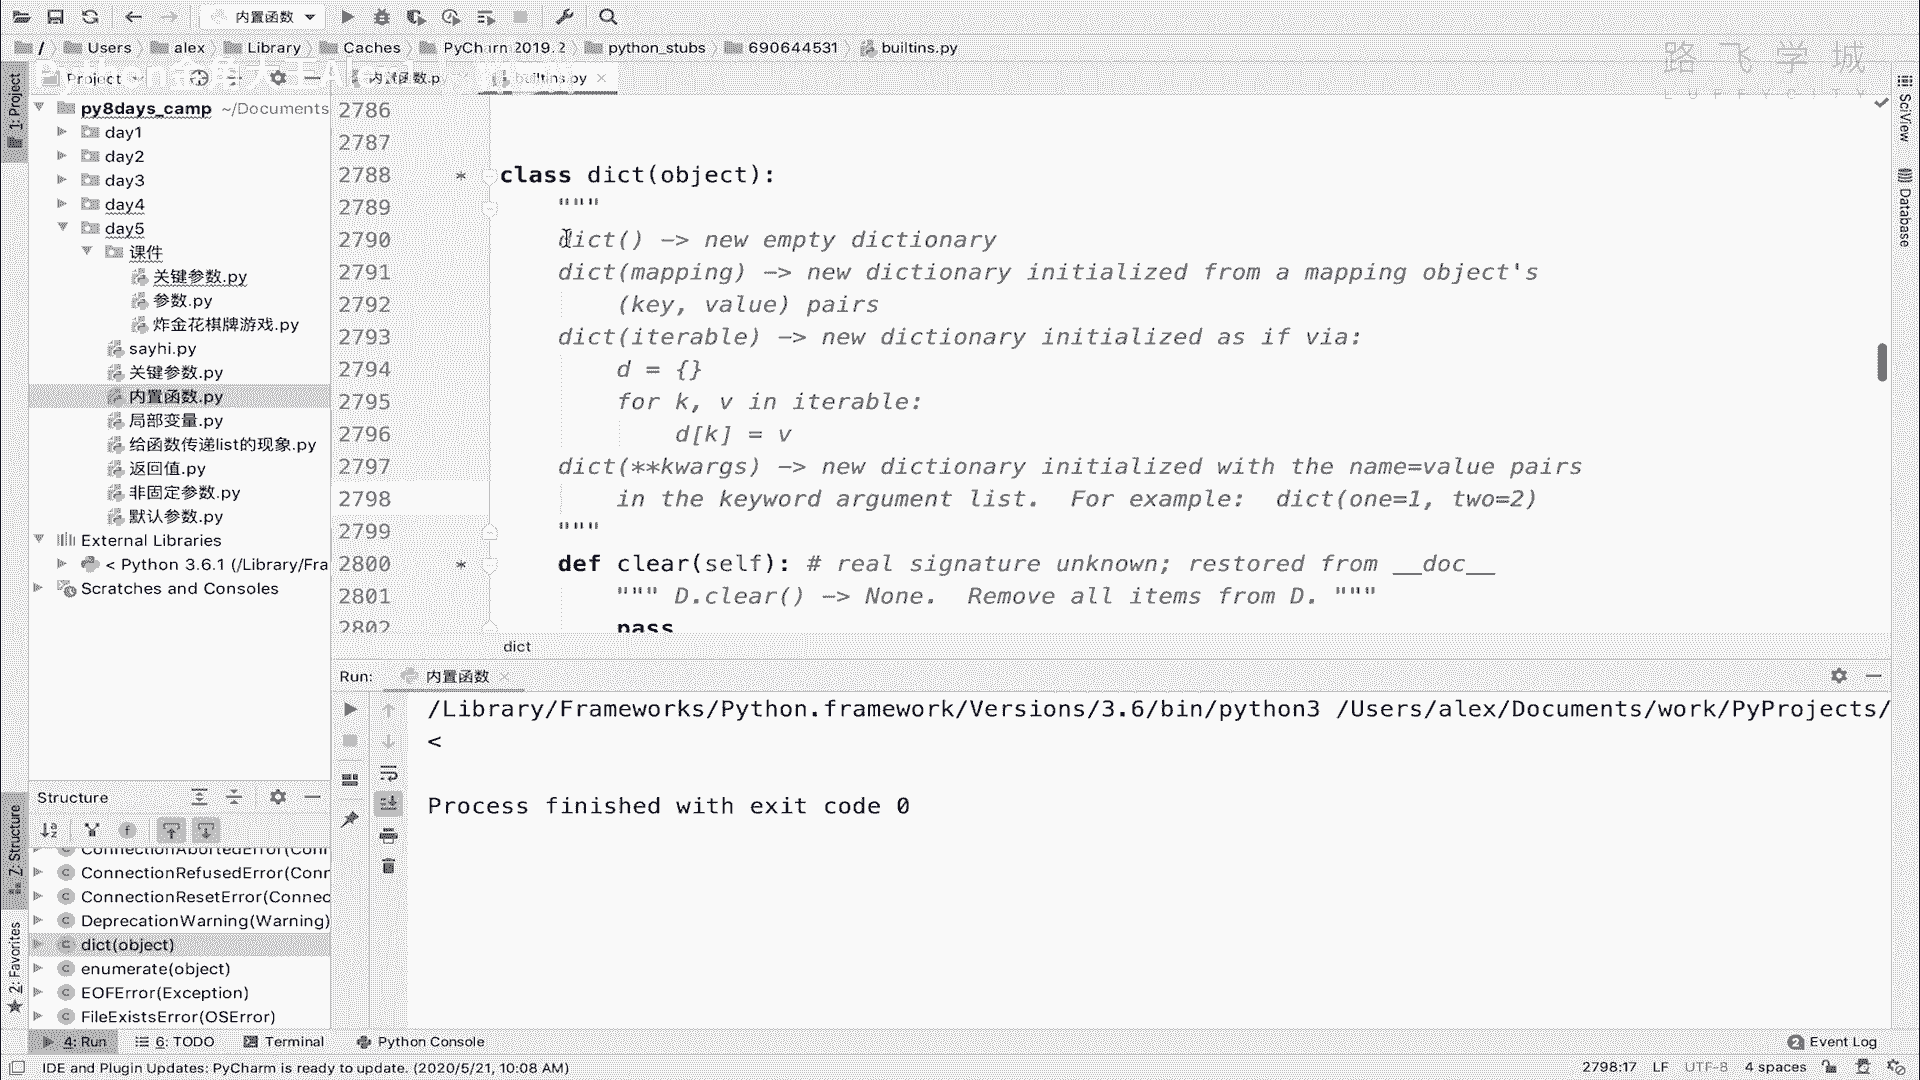 内置函数
/ Users alex Library Caches PyCharm 2019.2 python_stubs 690644531 builtins.py
路飞学城
LUFFYCITY
Project
内置函数.py builtins.py
1: Project
py8days_camp ~/Documents
day1
day2
day3
day4
day5
课件
关键参数.py
参数.py
炸金花棋牌游戏.py
sayhi.py
关键参数.py
内置函数.py
局部变量.py
给函数传递list的现象.py
返回值.py
非固定参数.py
默认参数.py
External Libraries
< Python 3.6.1 (/Library/Fra
Scratches and Consoles
2786
2787
2788 class dict(object):
2789 """
2790 dict() -> new empty dictionary
2791 dict(mapping) -> new dictionary initialized from a mapping object's
2792 (key, value) pairs
2793 dict(iterable) -> new dictionary initialized as if via:
2794 d = {}
2795 for k, v in iterable:
2796 d[k] = v
2797 dict(**kwargs) -> new dictionary initialized with the name=value pairs
2798 in the keyword argument list.  For example:  dict(one=1, two=2)
2799 """
2800 def clear(self): # real signature unknown; restored from __doc__
2801 """ D.clear() -> None.  Remove all items from D. """
2802 pass
dict
SciView
Database
Run: 内置函数
/Library/Frameworks/Python.framework/Versions/3.6/bin/python3 /Users/alex/Documents/work/PyProjects/
<
Process finished with exit code 0
Z: Structure
2: Favorites
Structure
ConnectionAbortedError(Conn
ConnectionRefusedError(Conn
ConnectionResetError(Connec
DeprecationWarning(Warning)
dict(object)
enumerate(object)
EOFError(Exception)
FileExistsError(OSError)
4: Run 6: TODO Terminal Python Console 2 Event Log
IDE and Plugin Updates: PyCharm is ready to update. (2020/5/21, 10:08 AM) 2798:17 LF UTF-8 4 spaces